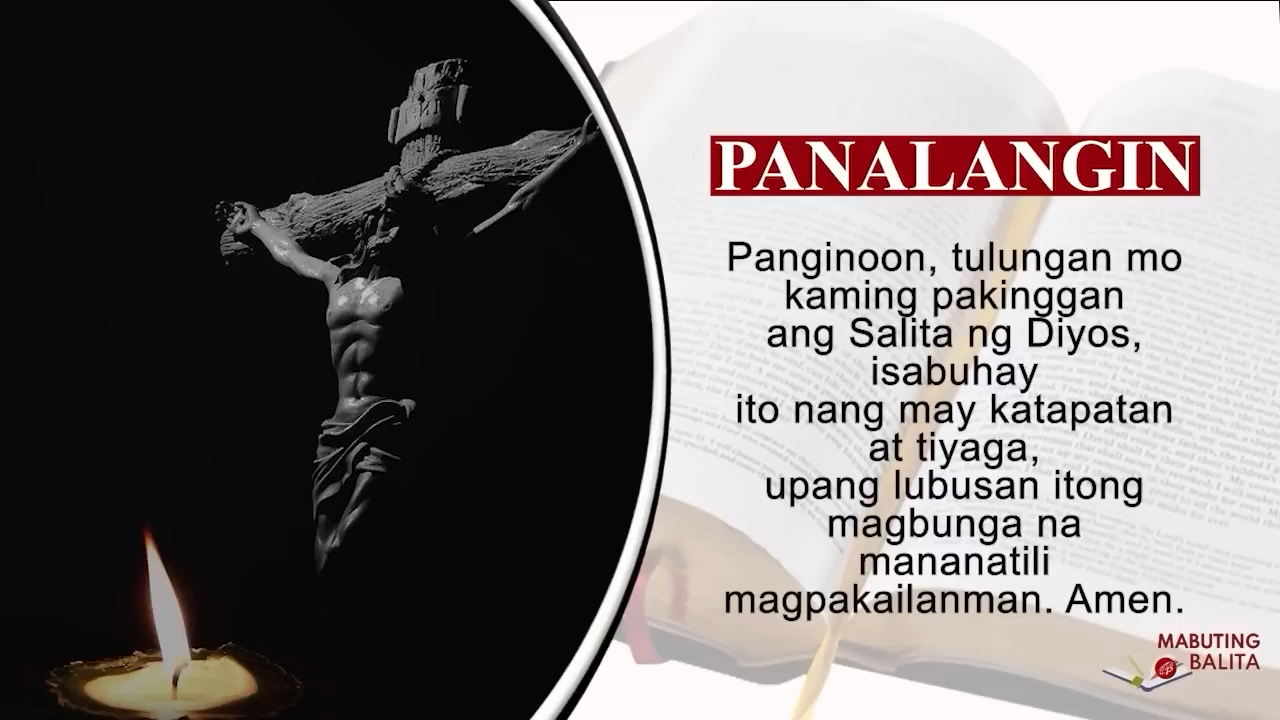 PANALANGIN
Panginoon, tulungan mo
kaming pakinggan
ang Salita ng Diyos,
isabuhay
ito nang may katapatan
at tiyaga,
upang lubusan itong
magbunga na
mananatili
magpakailanman. Amen.
MABUTING
BALITA